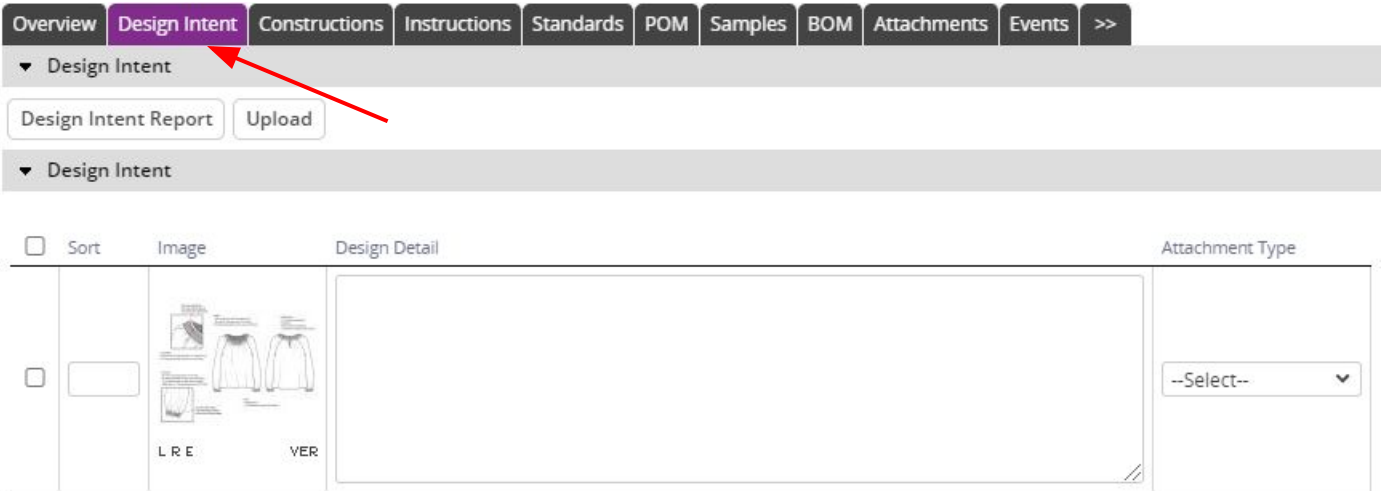 Overview Design Intent Constructions Instructions Standards POM Samples BOM Attachments Events >>
Design Intent
Design Intent Report Upload
Design Intent
Sort Image Design Detail Attachment Type
--Select--
L R E VER